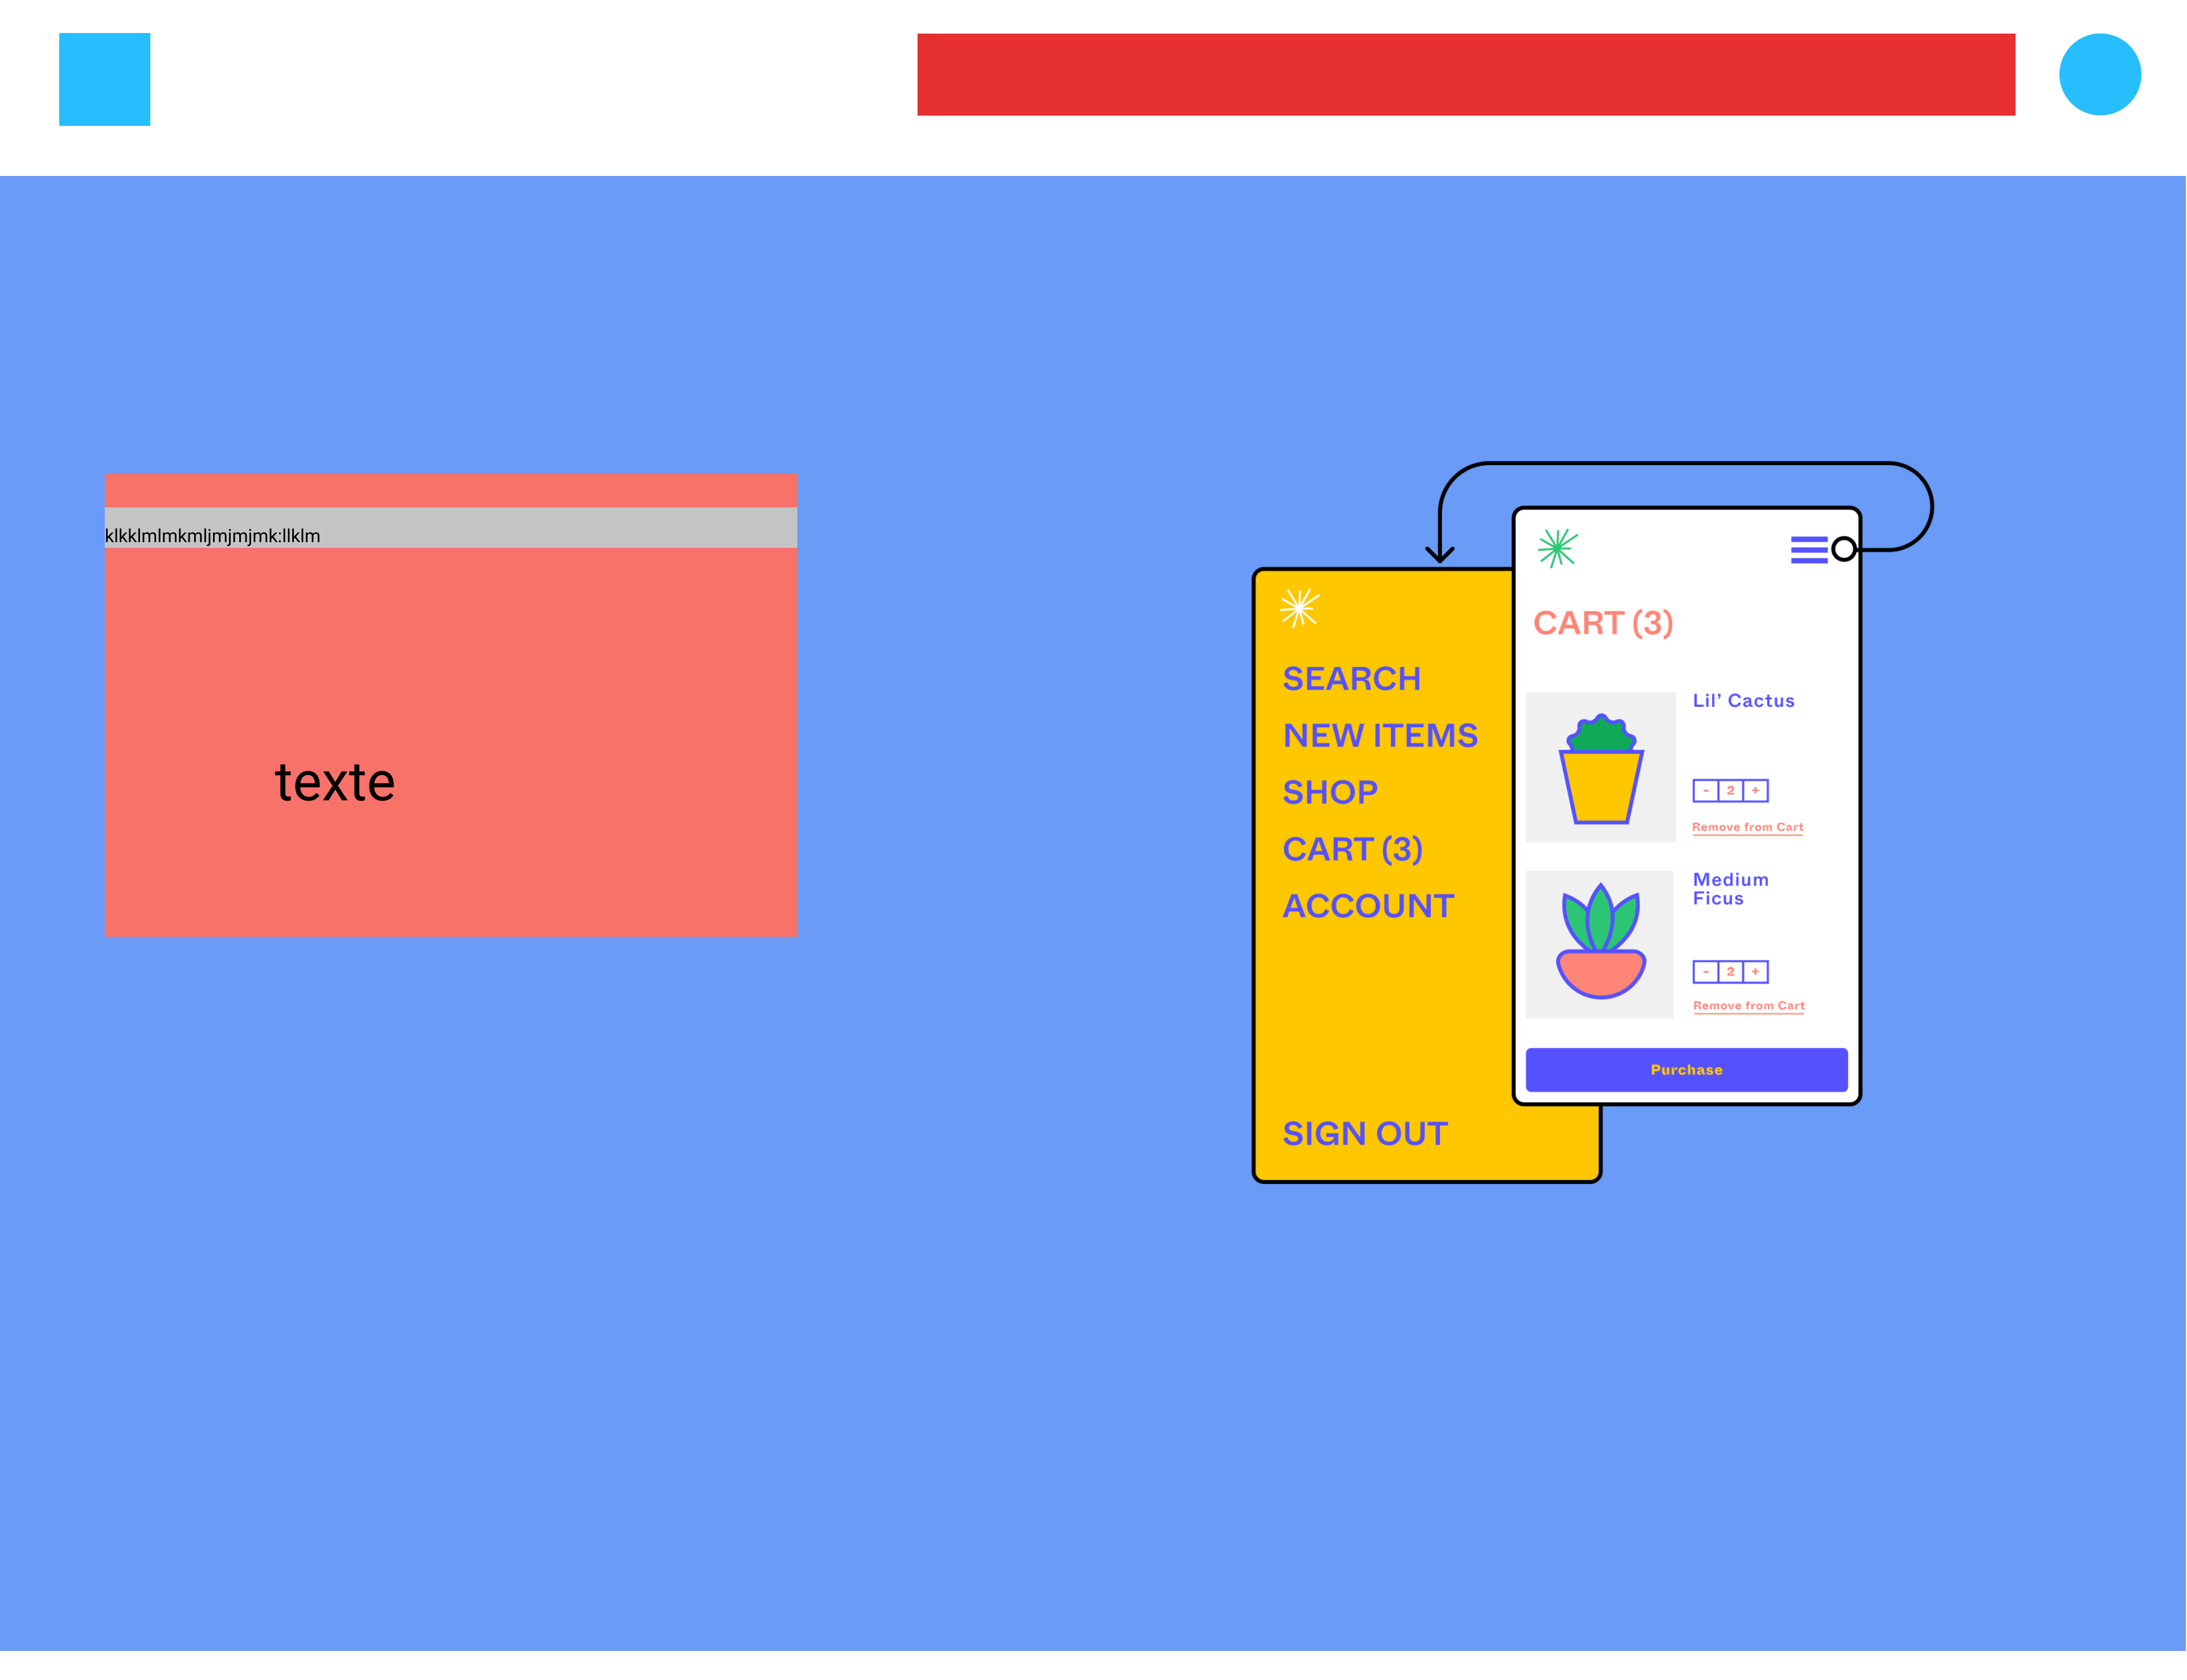 klkklmlmkmljmjmjmk:llklm
texte
SEARCH
NEW ITEMS
SHOP
CART (3)
ACCOUNT
SIGN OUT
CART (3)
Lil’ Cactus
- 2 +
Remove from Cart
Medium
Ficus
- 2 +
Remove from Cart
Purchase